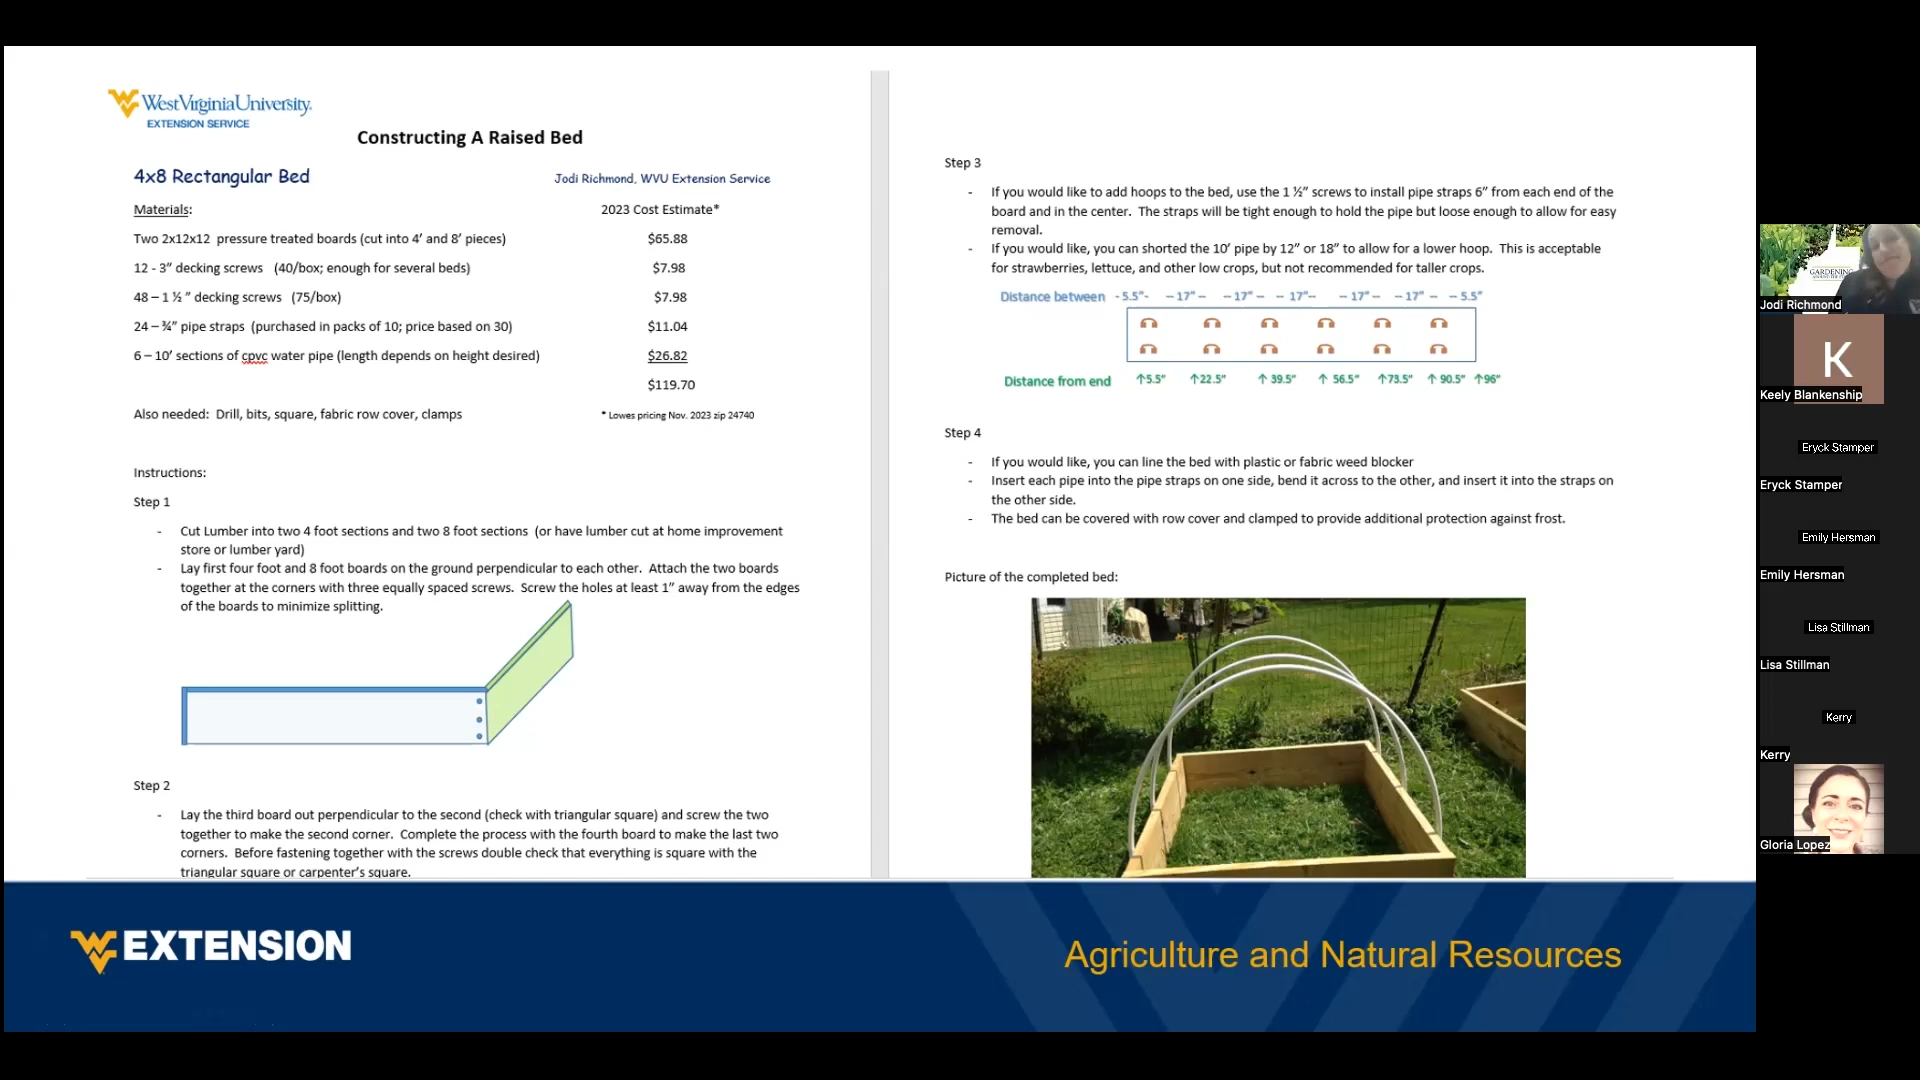 West Virginia University.
EXTENSION SERVICE
Constructing A Raised Bed
4x8 Rectangular Bed
Jodi Richmond, WVU Extension Service
Materials:
2023 Cost Estimate*
Two 2x12x12 pressure treated boards (cut into 4' and 8' pieces)
$65.88
12 - 3" decking screws (40/box; enough for several beds)
$7.98
48 – 1 ½ " decking screws (75/box)
$7.98
24 – ¾" pipe straps (purchased in packs of 10; price based on 30)
$11.04
6 – 10' sections of cpvc water pipe (length depends on height desired)
$26.82
$119.70
Also needed: Drill, bits, square, fabric row cover, clamps
* Lowes pricing Nov. 2023 zip 24740
Instructions:
Step 1
- Cut Lumber into two 4 foot sections and two 8 foot sections (or have lumber cut at home improvement
store or lumber yard)
- Lay first four foot and 8 foot boards on the ground perpendicular to each other. Attach the two boards
together at the corners with three equally spaced screws. Screw the holes at least 1" away from the edges
of the boards to minimize splitting.
Step 2
- Lay the third board out perpendicular to the second (check with triangular square) and screw the two
together to make the second corner. Complete the process with the fourth board to make the last two
corners. Before fastening together with the screws double check that everything is square with the
triangular square or carpenter's square.
Step 3
- If you would like to add hoops to the bed, use the 1 ½" screws to install pipe straps 6" from each end of the
board and in the center. The straps will be tight enough to hold the pipe but loose enough to allow for easy
removal.
- If you would like, you can shorted the 10' pipe by 12" or 18" to allow for a lower hoop. This is acceptable
for strawberries, lettuce, and other low crops, but not recommended for taller crops.
Distance between - 5.5"- -- 17" -- -- 17" -- -- 17"-- -- 17" -- -- 17" -- -- 5.5"
Distance from end ↑5.5" ↑22.5" ↑ 39.5" ↑ 56.5" ↑73.5" ↑ 90.5" ↑96"
Step 4
- If you would like, you can line the bed with plastic or fabric weed blocker
- Insert each pipe into the pipe straps on one side, bend it across to the other, and insert it into the straps on
the other side.
- The bed can be covered with row cover and clamped to provide additional protection against frost.
Picture of the completed bed:
EXTENSION
Agriculture and Natural Resources
GARDENING
Jodi Richmond
K
Keely Blankenship
Eryck Stamper
Eryck Stamper
Emily Hersman
Emily Hersman
Lisa Stillman
Lisa Stillman
Kerry
Kerry
Gloria Lopez